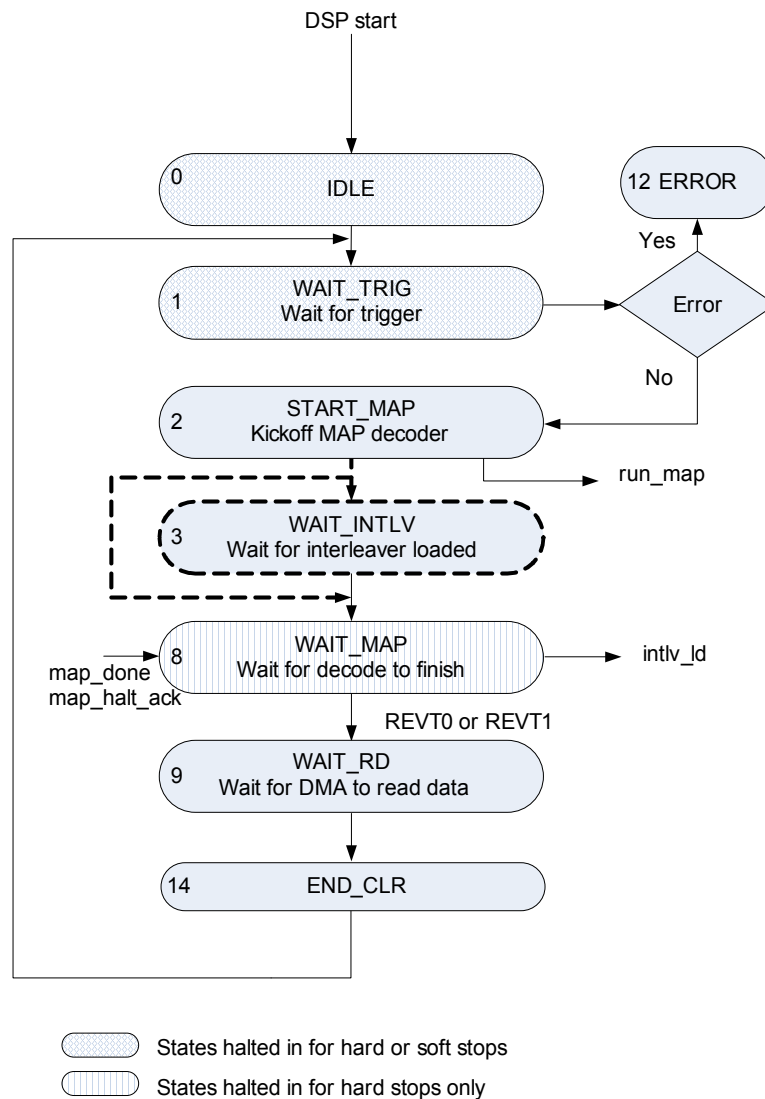 DSP start
0
IDLE
12 ERROR
Yes
1
WAIT_TRIG
Wait for trigger
Error
No
2
START_MAP
Kickoff MAP decoder
run_map
3
WAIT_INTLV
Wait for interleaver loaded
8
WAIT_MAP
Wait for decode to finish
intlv_ld
map_done
map_halt_ack
REVT0 or REVT1
9
WAIT_RD
Wait for DMA to read data
14
END_CLR
States halted in for hard or soft stops
States halted in for hard stops only